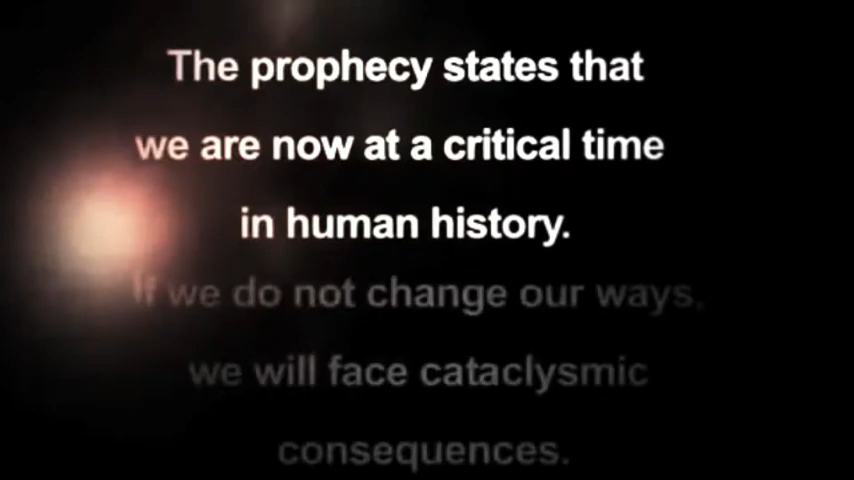 The prophecy states that
we are now at a critical time
in human history.
If we do not change our ways,
we will face cataclysmic
consequences.